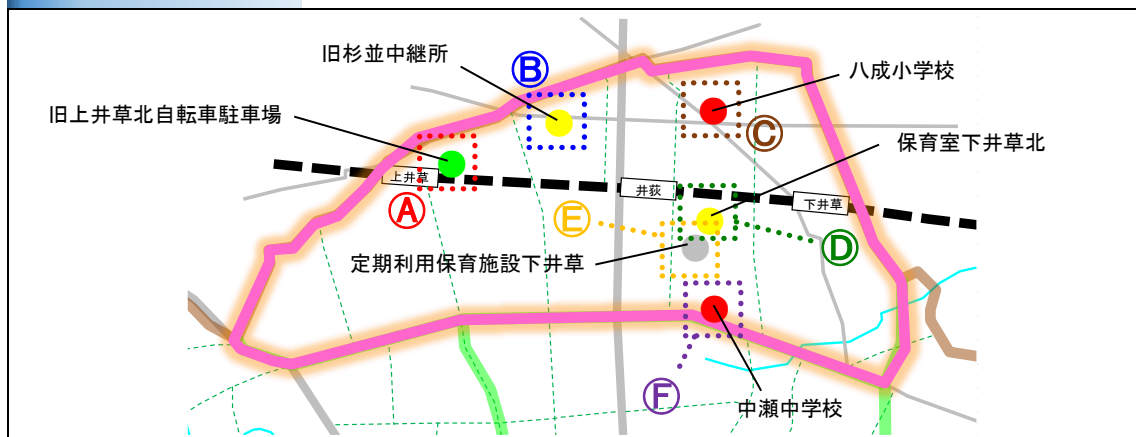 旧杉並中継所
Ⓑ
八成小学校
旧上井草北自転車駐車場
Ⓒ
保育室下井草北
上井草
井荻
下井草
Ⓐ
Ⓔ
Ⓓ
定期利用保育施設下井草
Ⓕ
中瀬中学校